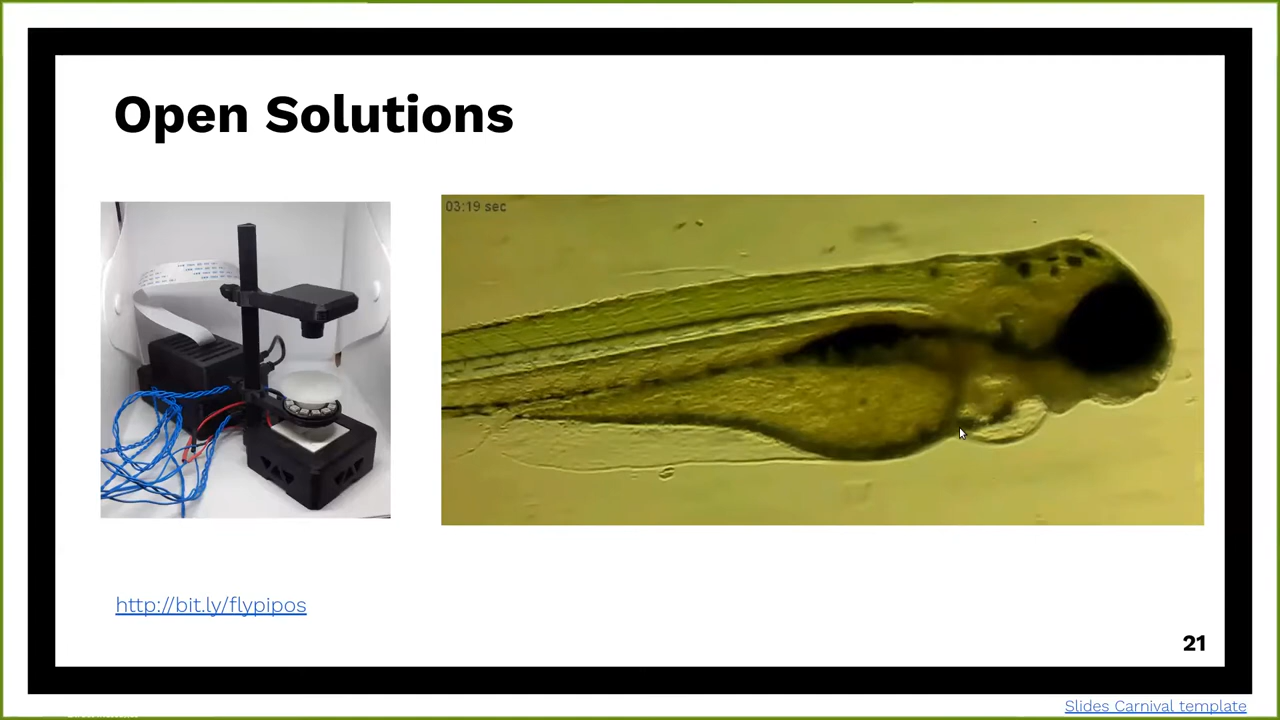 Open Solutions
03:19 sec
http://bit.ly/flypipos
21
Slides Carnival template